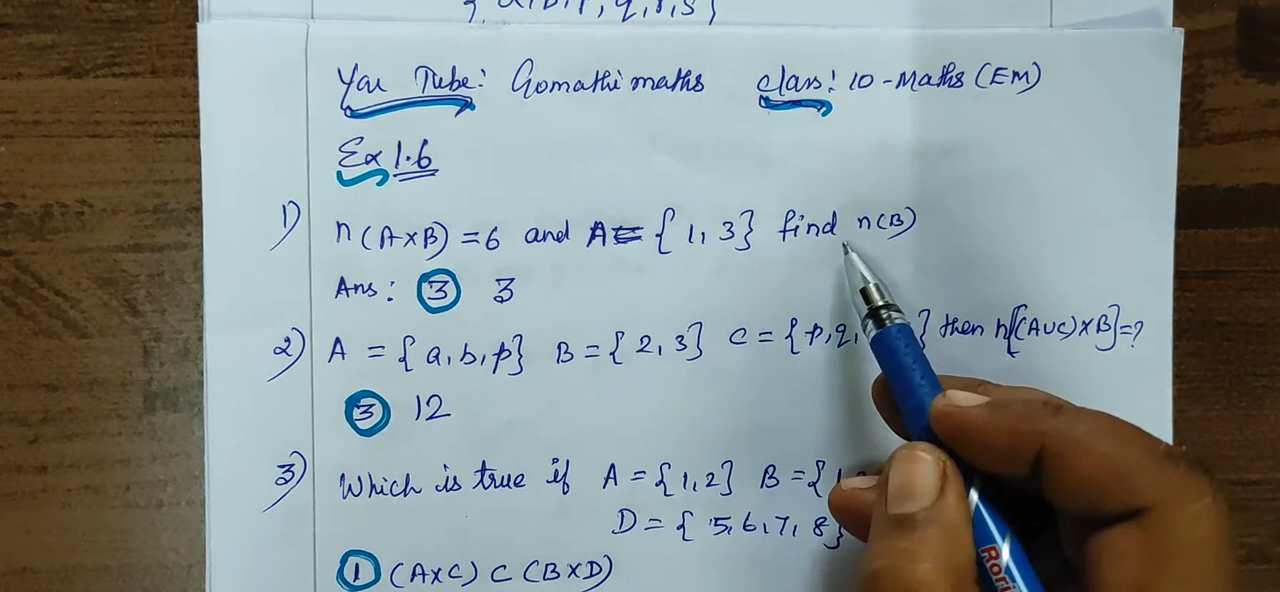 You Tube: Gomathi maths class: 10 - Maths (EM)
Ex 1.6
1) n(A×B) = 6 and A = {1, 3} find n(B)
Ans: ③ 3
2) A = {a, b, p} B = {2, 3} C = {p, q, } then n[(A∪C)×B] = ?
③ 12
3) Which is true if A = {1, 2} B = {1,
D = {5, 6, 7, 8}
① (A×C) ⊂ (B×D)
Rori